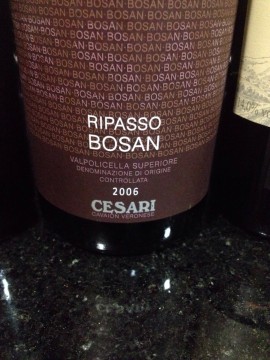 RIPASSO
BOSAN
VALPOLICELLA SUPERIORE
DENOMINAZIONE DI ORIGINE
CONTROLLATA
2006
CESARI
CAVAION VERONESE